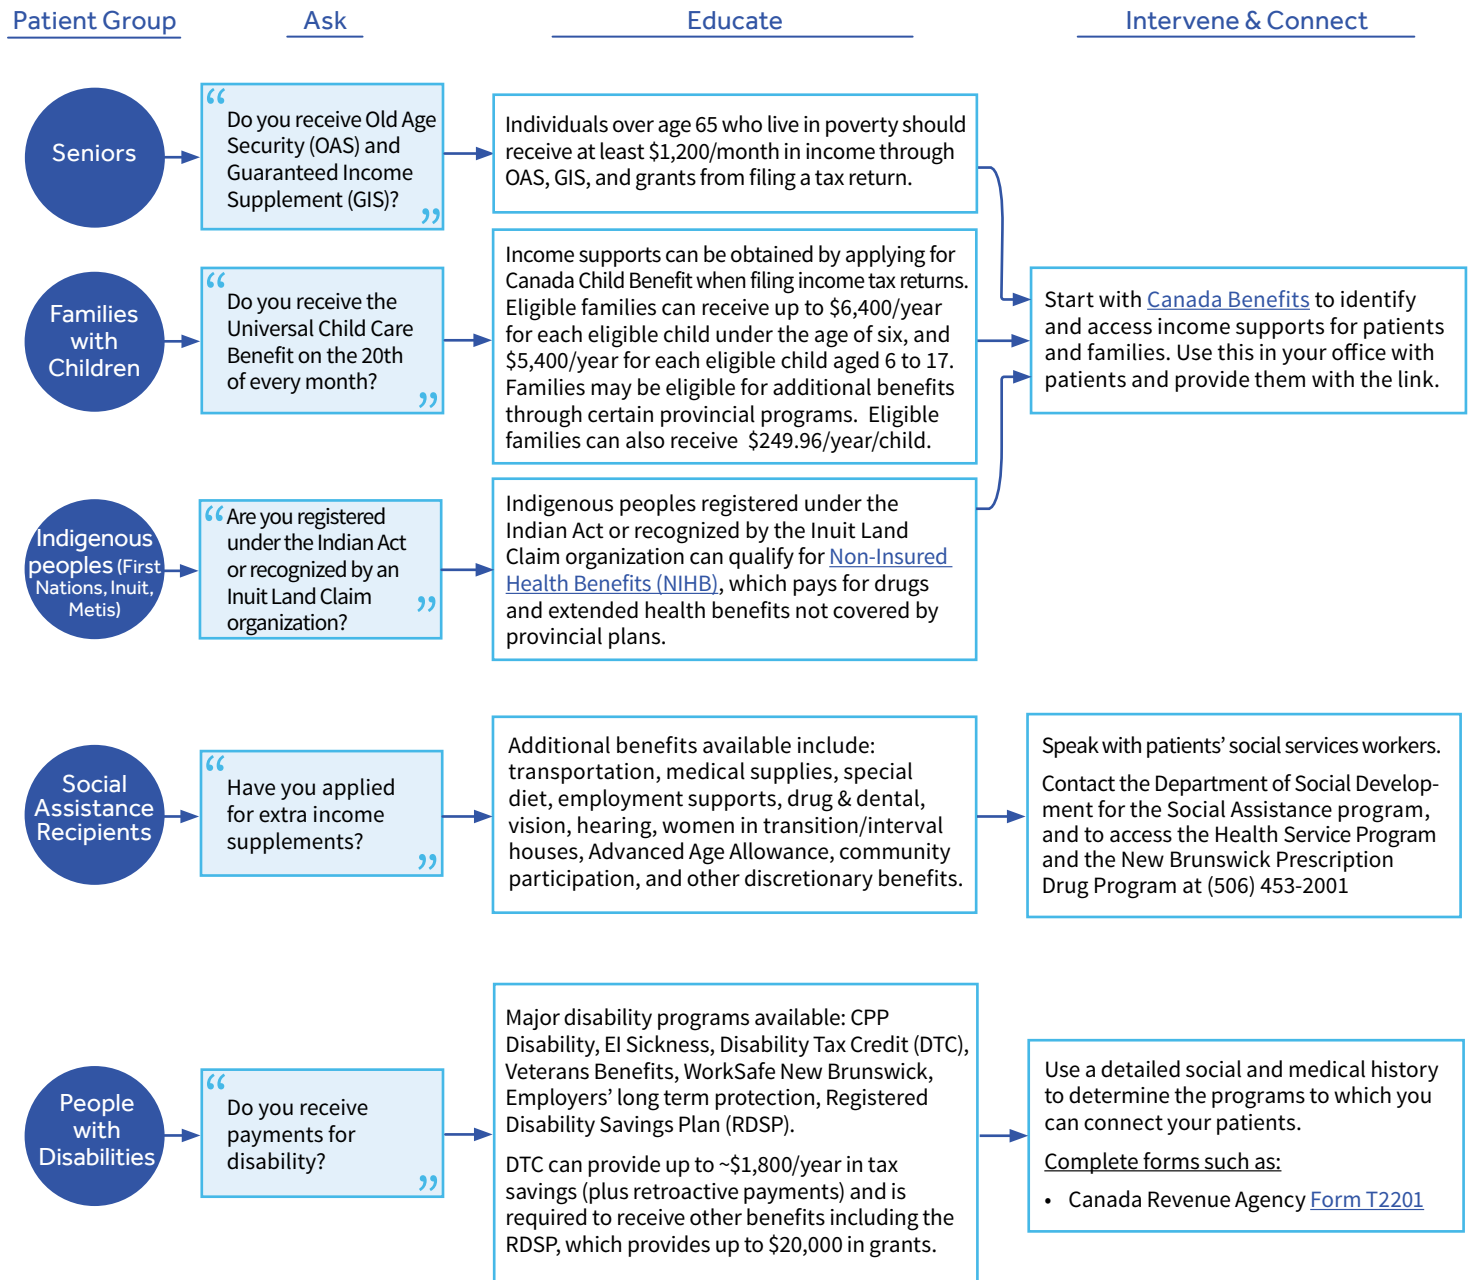 Patient Group
Ask
Educate
Intervene & Connect
Seniors
“
Do you receive Old Age
Security (OAS) and
Guaranteed Income
Supplement (GIS)?
”
Individuals over age 65 who live in poverty should
receive at least $1,200/month in income through
OAS, GIS, and grants from filing a tax return.
Families
with
Children
“
Do you receive the
Universal Child Care
Benefit on the 20th
of every month?
”
Income supports can be obtained by applying for
Canada Child Benefit when filing income tax returns.
Eligible families can receive up to $6,400/year
for each eligible child under the age of six, and
$5,400/year for each eligible child aged 6 to 17.
Families may be eligible for additional benefits
through certain provincial programs.  Eligible
families can also receive  $249.96/year/child.
Start with Canada Benefits to identify
and access income supports for patients
and families. Use this in your office with
patients and provide them with the link.
Indigenous
peoples (First
Nations, Inuit,
Metis)
“ Are you registered
under the Indian Act
or recognized by an
Inuit Land Claim
organization?
”
Indigenous peoples registered under the
Indian Act or recognized by the Inuit Land
Claim organization can qualify for Non-Insured
Health Benefits (NIHB), which pays for drugs
and extended health benefits not covered by
provincial plans.
Social
Assistance
Recipients
“
Have you applied
for extra income
supplements?
”
Additional benefits available include:
transportation, medical supplies, special
diet, employment supports, drug & dental,
vision, hearing, women in transition/interval
houses, Advanced Age Allowance, community
participation, and other discretionary benefits.
Speak with patients’ social services workers.
Contact the Department of Social Develop-
ment for the Social Assistance program,
and to access the Health Service Program
and the New Brunswick Prescription
Drug Program at (506) 453-2001
People
with
Disabilities
“
Do you receive
payments for
disability?
”
Major disability programs available: CPP
Disability, EI Sickness, Disability Tax Credit (DTC),
Veterans Benefits, WorkSafe New Brunswick,
Employers’ long term protection, Registered
Disability Savings Plan (RDSP).
DTC can provide up to ~$1,800/year in tax
savings (plus retroactive payments) and is
required to receive other benefits including the
RDSP, which provides up to $20,000 in grants.
Use a detailed social and medical history
to determine the programs to which you
can connect your patients.
Complete forms such as:
• Canada Revenue Agency Form T2201